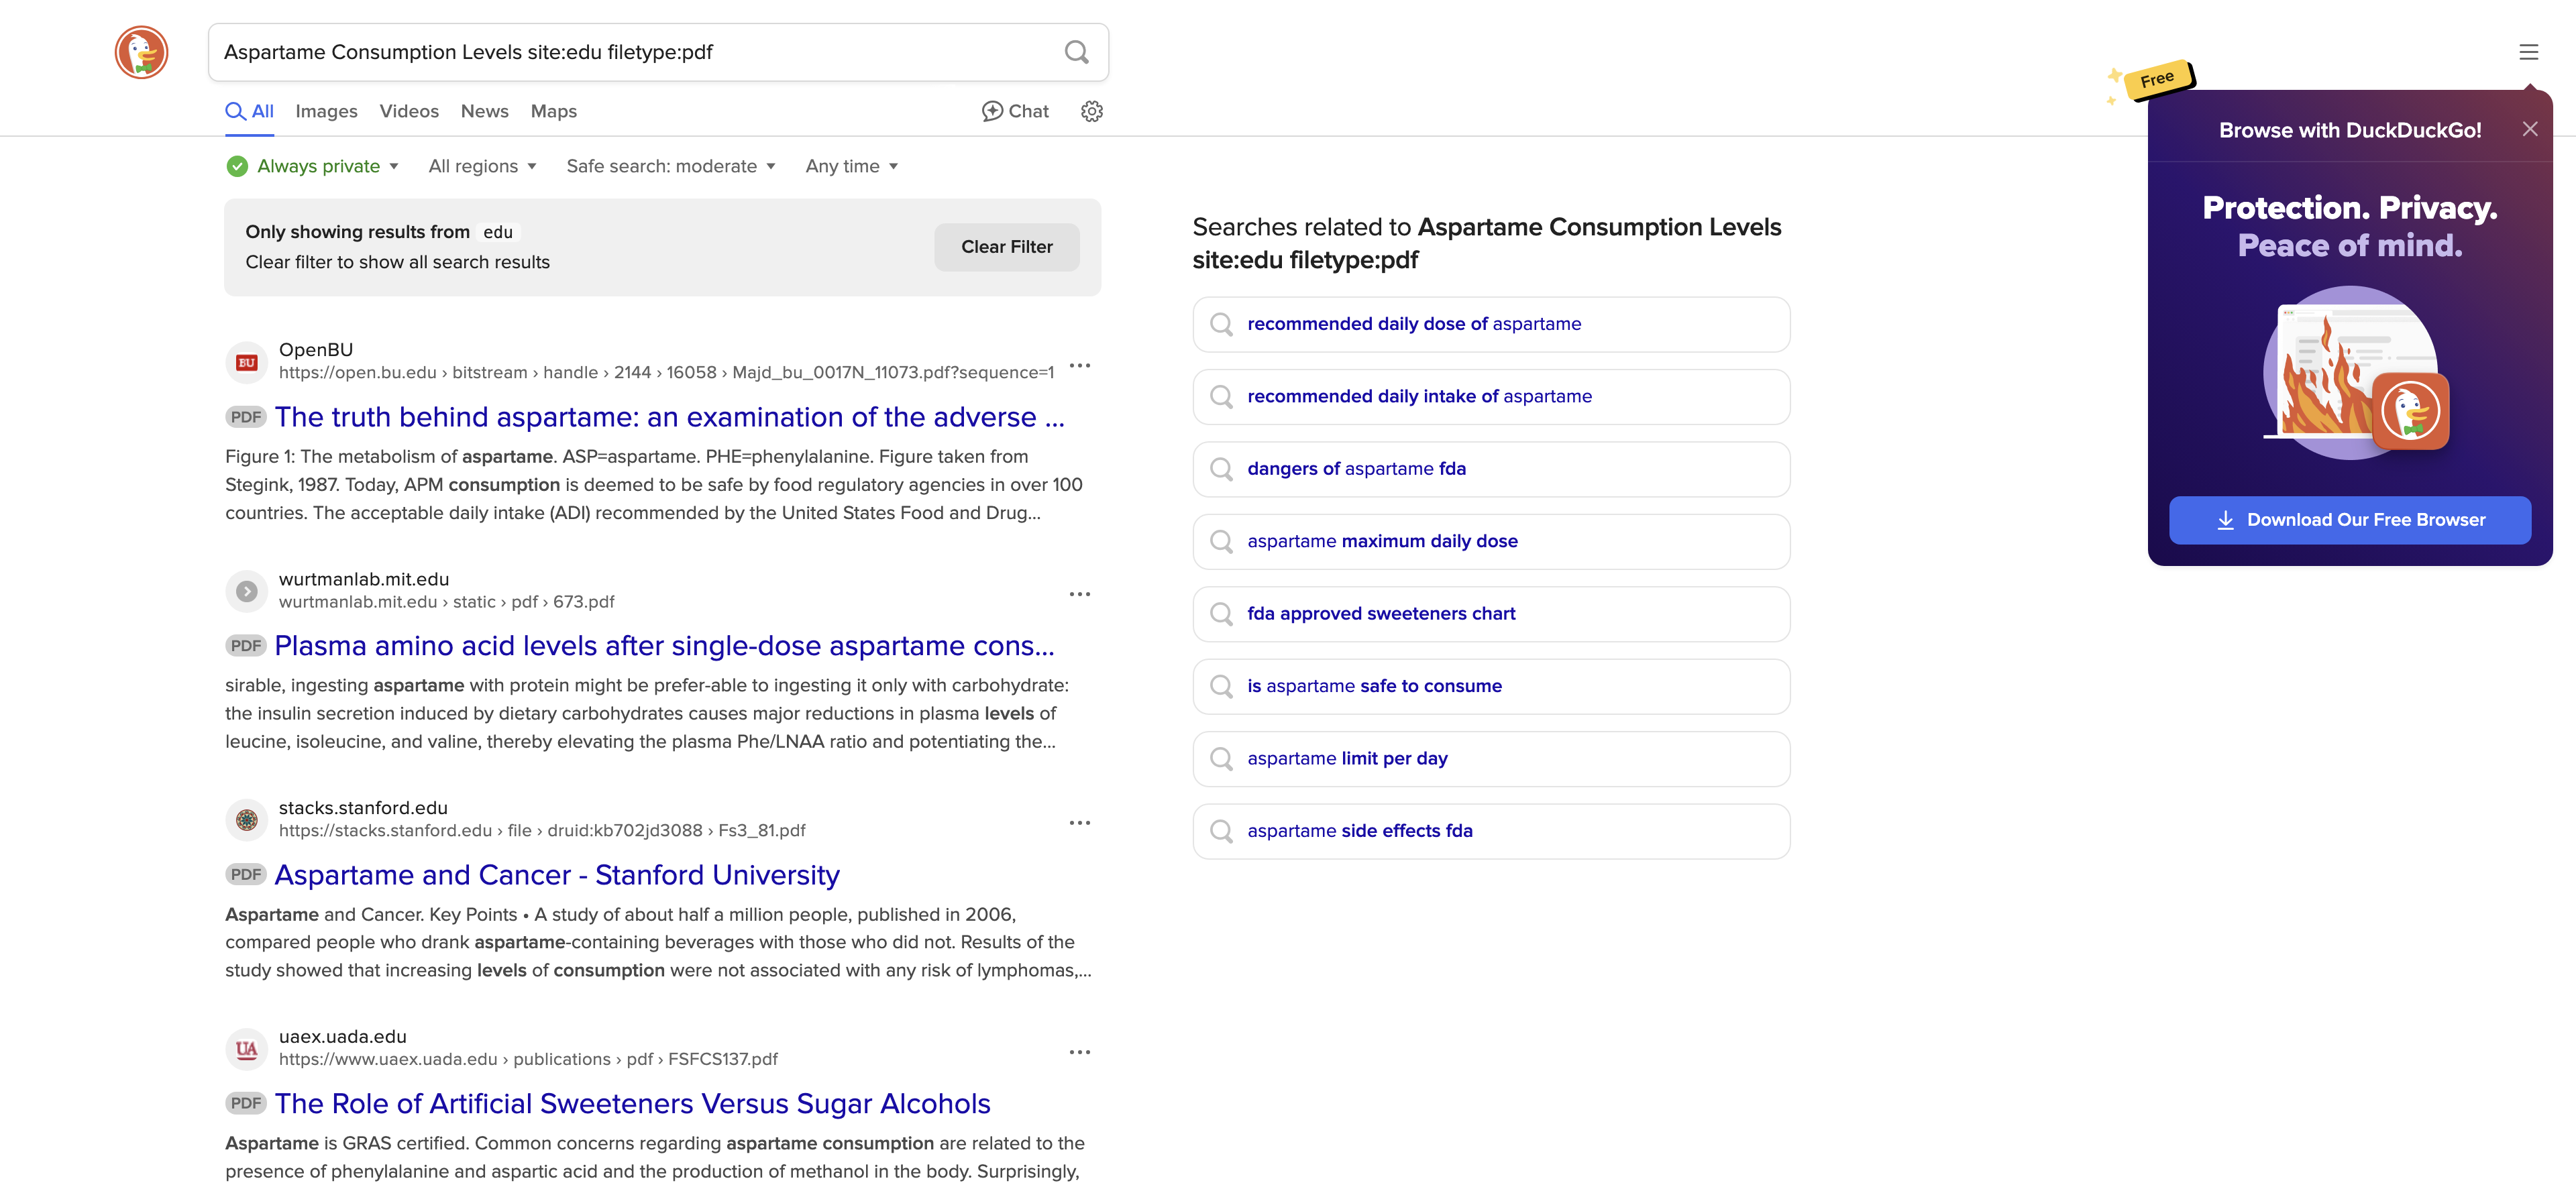 Aspartame Consumption Levels site:edu filetype:pdf
All
Images
Videos
News
Maps
Chat
Always private
All regions
Safe search: moderate
Any time
Only showing results from edu
Clear filter to show all search results
Clear Filter
BU
OpenBU
https://open.bu.edu › bitstream › handle › 2144 › 16058 › Majd_bu_0017N_11073.pdf?sequence=1
PDF The truth behind aspartame: an examination of the adverse ...
Figure 1: The metabolism of aspartame. ASP=aspartame. PHE=phenylalanine. Figure taken from
Stegink, 1987. Today, APM consumption is deemed to be safe by food regulatory agencies in over 100
countries. The acceptable daily intake (ADI) recommended by the United States Food and Drug...
wurtmanlab.mit.edu
wurtmanlab.mit.edu › static › pdf › 673.pdf
PDF Plasma amino acid levels after single-dose aspartame cons...
sirable, ingesting aspartame with protein might be prefer-able to ingesting it only with carbohydrate:
the insulin secretion induced by dietary carbohydrates causes major reductions in plasma levels of
leucine, isoleucine, and valine, thereby elevating the plasma Phe/LNAA ratio and potentiating the...
stacks.stanford.edu
https://stacks.stanford.edu › file › druid:kb702jd3088 › Fs3_81.pdf
PDF Aspartame and Cancer - Stanford University
Aspartame and Cancer. Key Points • A study of about half a million people, published in 2006,
compared people who drank aspartame-containing beverages with those who did not. Results of the
study showed that increasing levels of consumption were not associated with any risk of lymphomas,...
UA
uaex.uada.edu
https://www.uaex.uada.edu › publications › pdf › FSFCS137.pdf
PDF The Role of Artificial Sweeteners Versus Sugar Alcohols
Aspartame is GRAS certified. Common concerns regarding aspartame consumption are related to the
presence of phenylalanine and aspartic acid and the production of methanol in the body. Surprisingly,
Searches related to Aspartame Consumption Levels
site:edu filetype:pdf
recommended daily dose of aspartame
recommended daily intake of aspartame
dangers of aspartame fda
aspartame maximum daily dose
fda approved sweeteners chart
is aspartame safe to consume
aspartame limit per day
aspartame side effects fda
Free
Browse with DuckDuckGo!
Protection. Privacy.
Peace of mind.
Download Our Free Browser